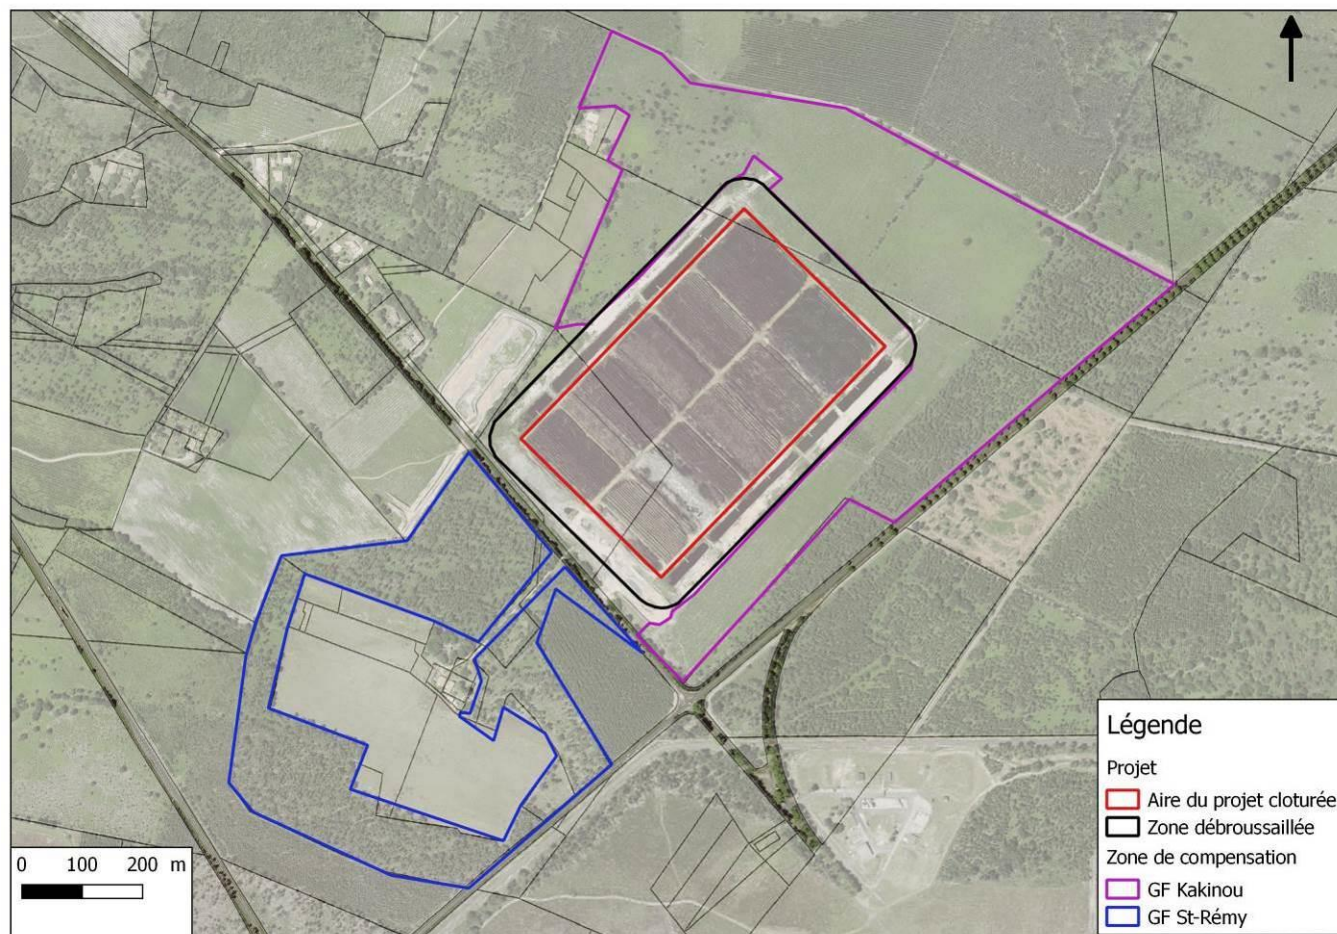 Légende
Projet
Aire du projet cloturée
Zone débroussaillée
Zone de compensation
GF Kakinou
GF St-Rémy
0 100 200 m